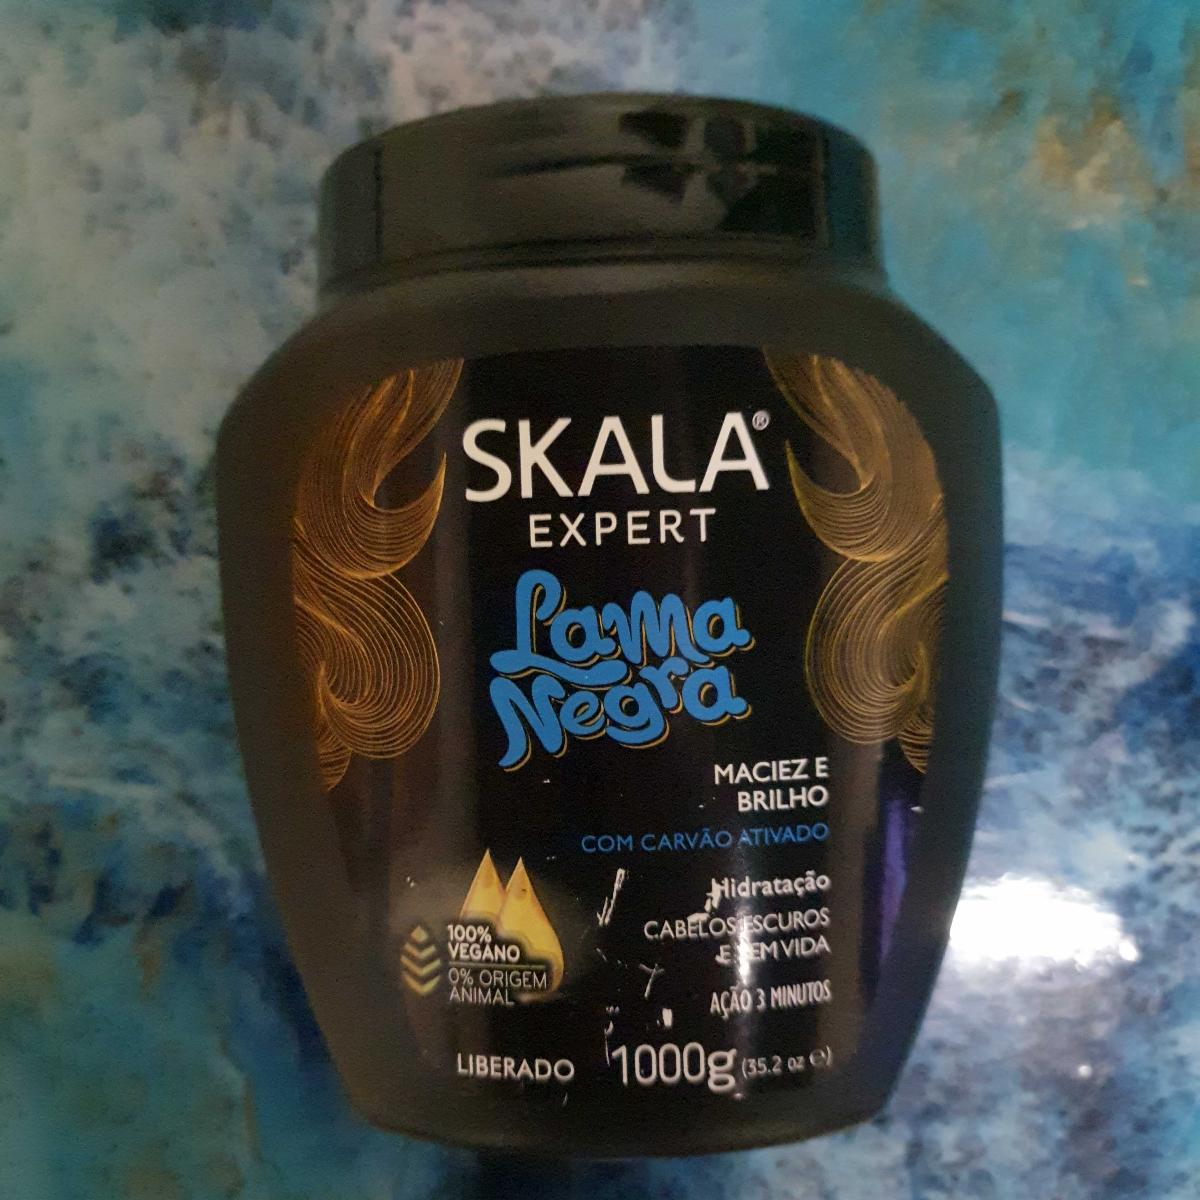 SKALA®
EXPERT
Lama
Negra
MACIEZ E
BRILHO
COM CARVÃO ATIVADO
Hidratação
CABELOS ESCUROS
E SEM VIDA
AÇÃO 3 MINUTOS
100%
VEGANO
0% ORIGEM
ANIMAL
LIBERADO
1000g (35.2 oz ℮)